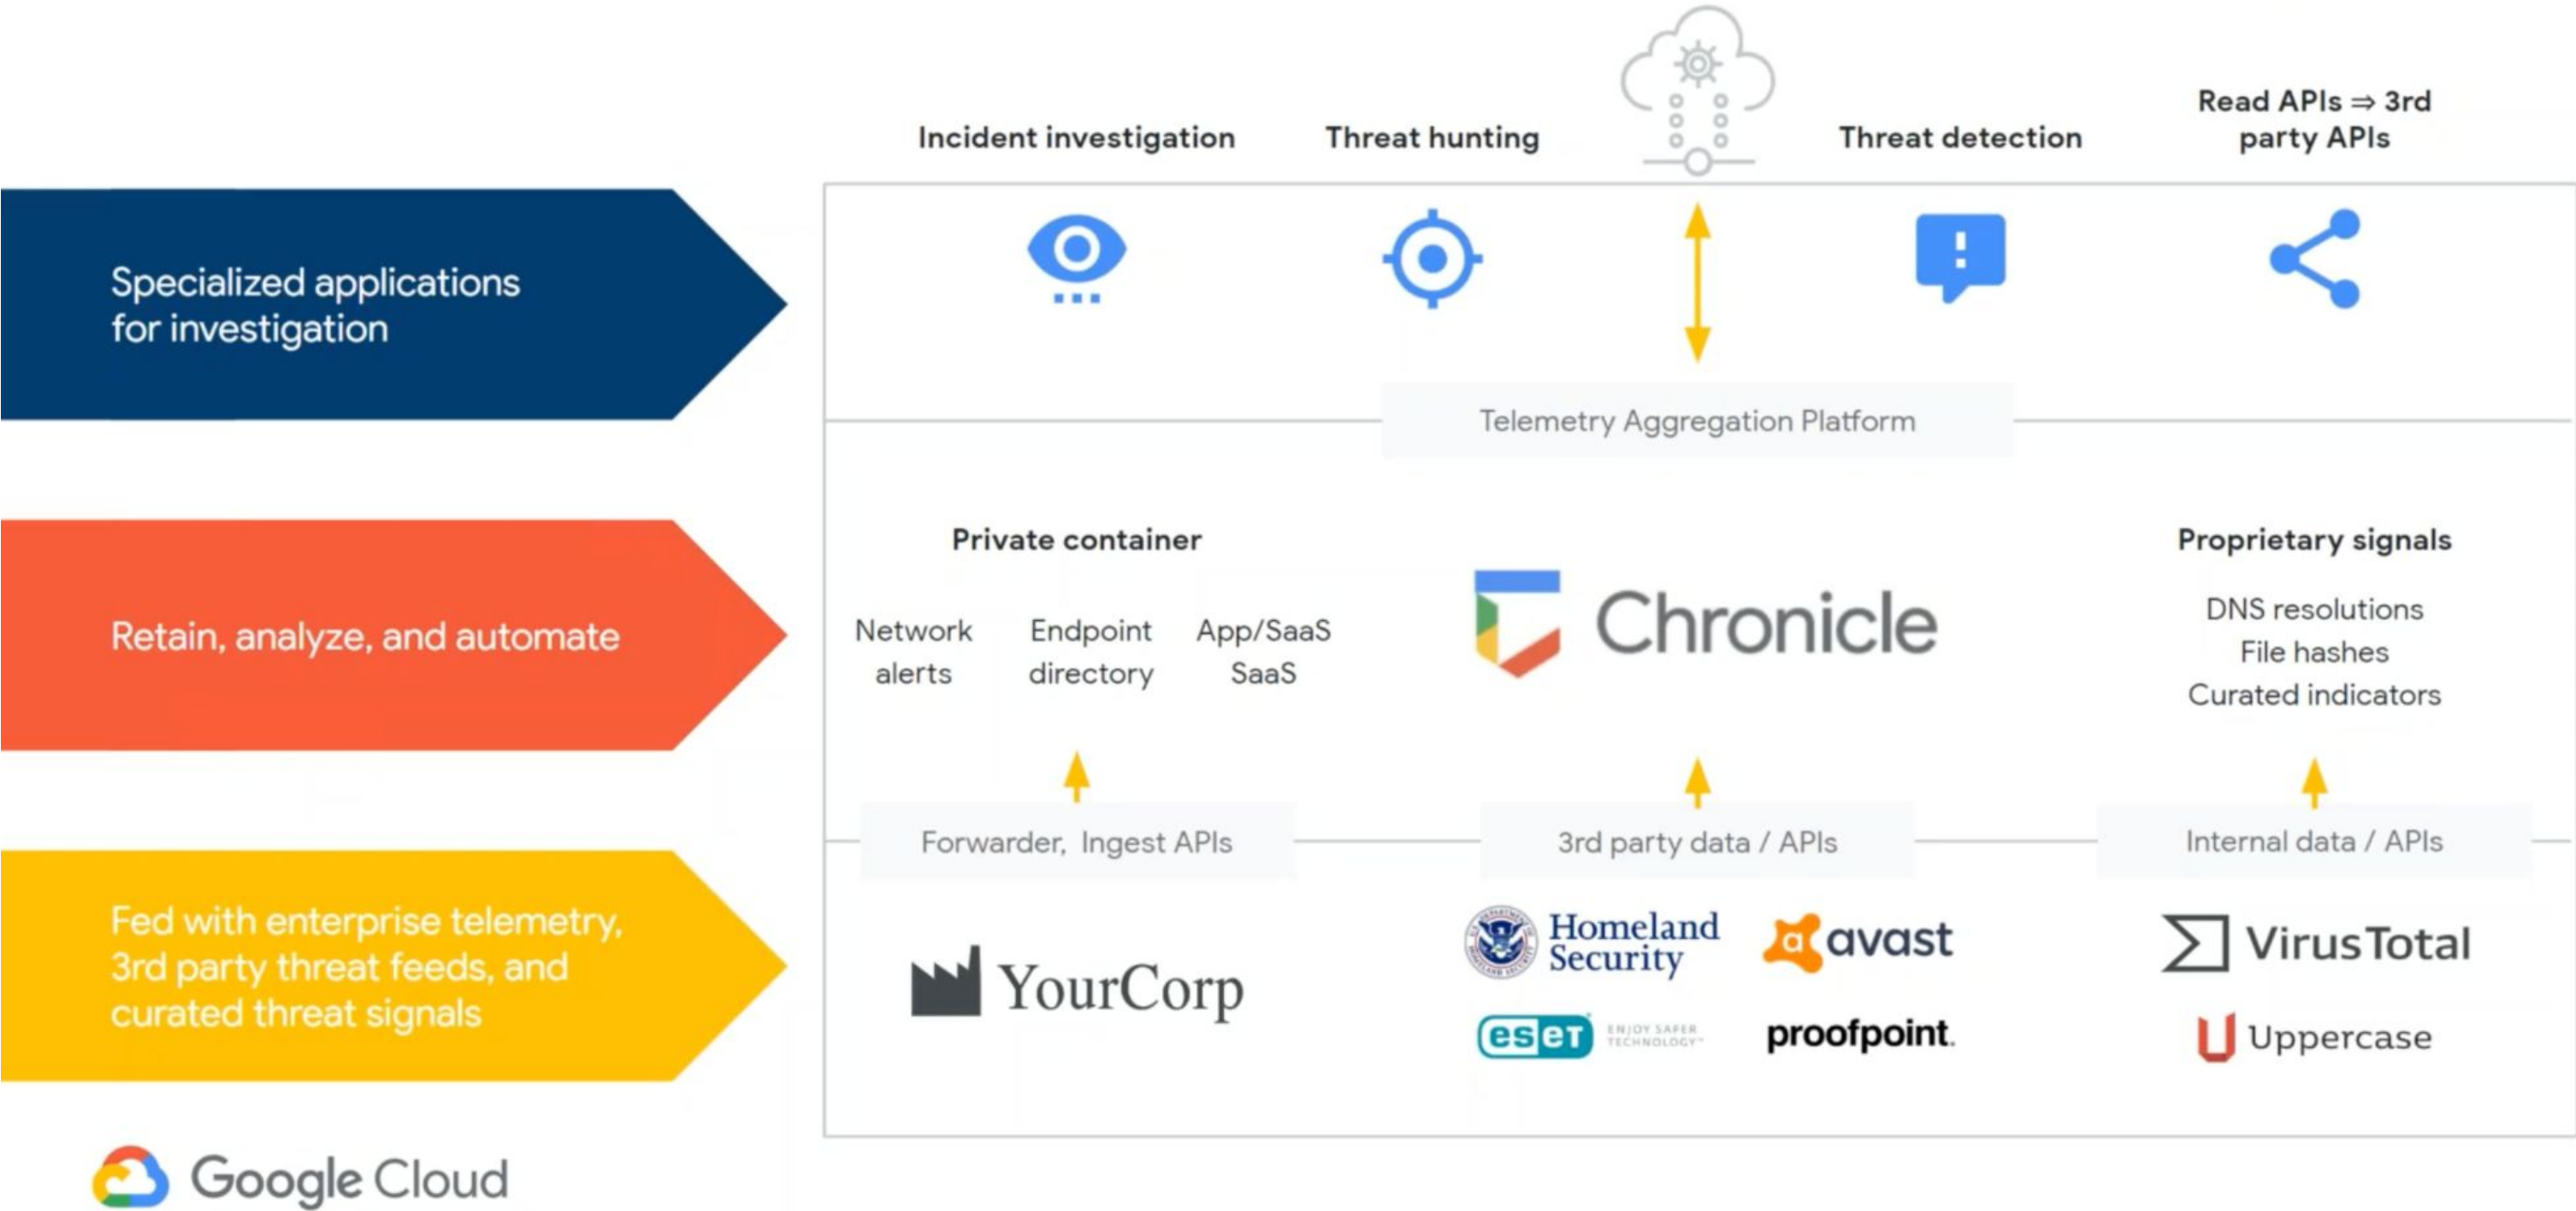 Incident investigation
Threat hunting
Threat detection
Read APIs ⇒ 3rd
party APIs
Specialized applications
for investigation
Telemetry Aggregation Platform
Retain, analyze, and automate
Private container
Network
alerts
Endpoint
directory
App/SaaS
SaaS
Chronicle
Proprietary signals
DNS resolutions
File hashes
Curated indicators
Forwarder, Ingest APIs
3rd party data / APIs
Internal data / APIs
Fed with enterprise telemetry,
3rd party threat feeds, and
curated threat signals
YourCorp
Homeland
Security
avast
eseT
ENJOY SAFER
TECHNOLOGY™
proofpoint.
VirusTotal
Uppercase
Google Cloud